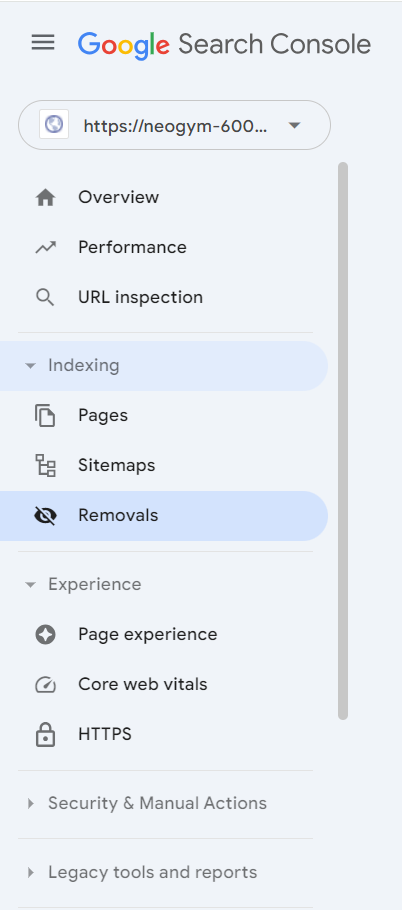 Google Search Console
https://neogym-600...
Overview
Performance
URL inspection
Indexing
Pages
Sitemaps
Removals
Experience
Page experience
Core web vitals
HTTPS
Security & Manual Actions
Legacy tools and reports